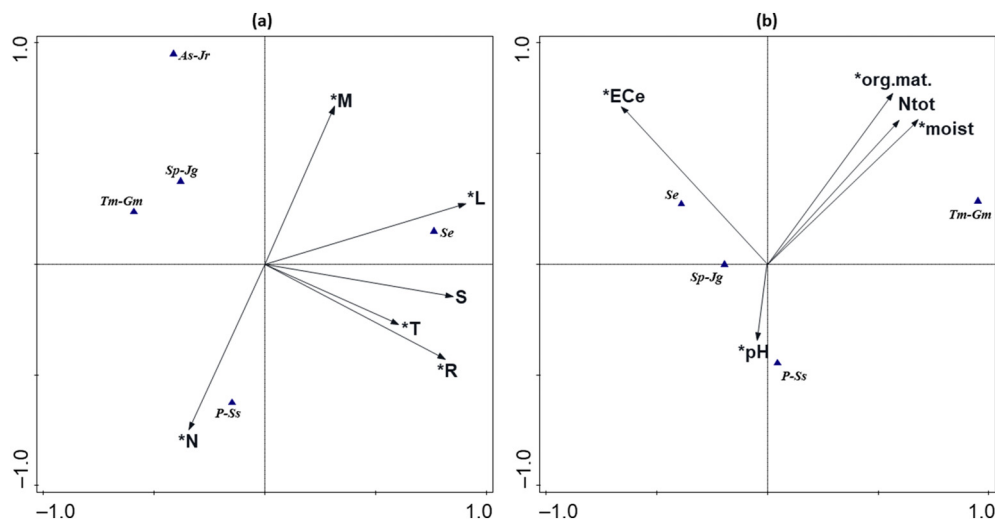 (a)
1.0
As-Jr
*M
Sp-Jg
Tm-Gm
*L
Se
S
*T
*R
P-Ss
*N
-1.0
–1.0
1.0
(b)
1.0
*org.mat.
*ECe
Ntot
*moist
Se
Tm-Gm
Sp-Jg
*pH
P-Ss
-1.0
–1.0
1.0